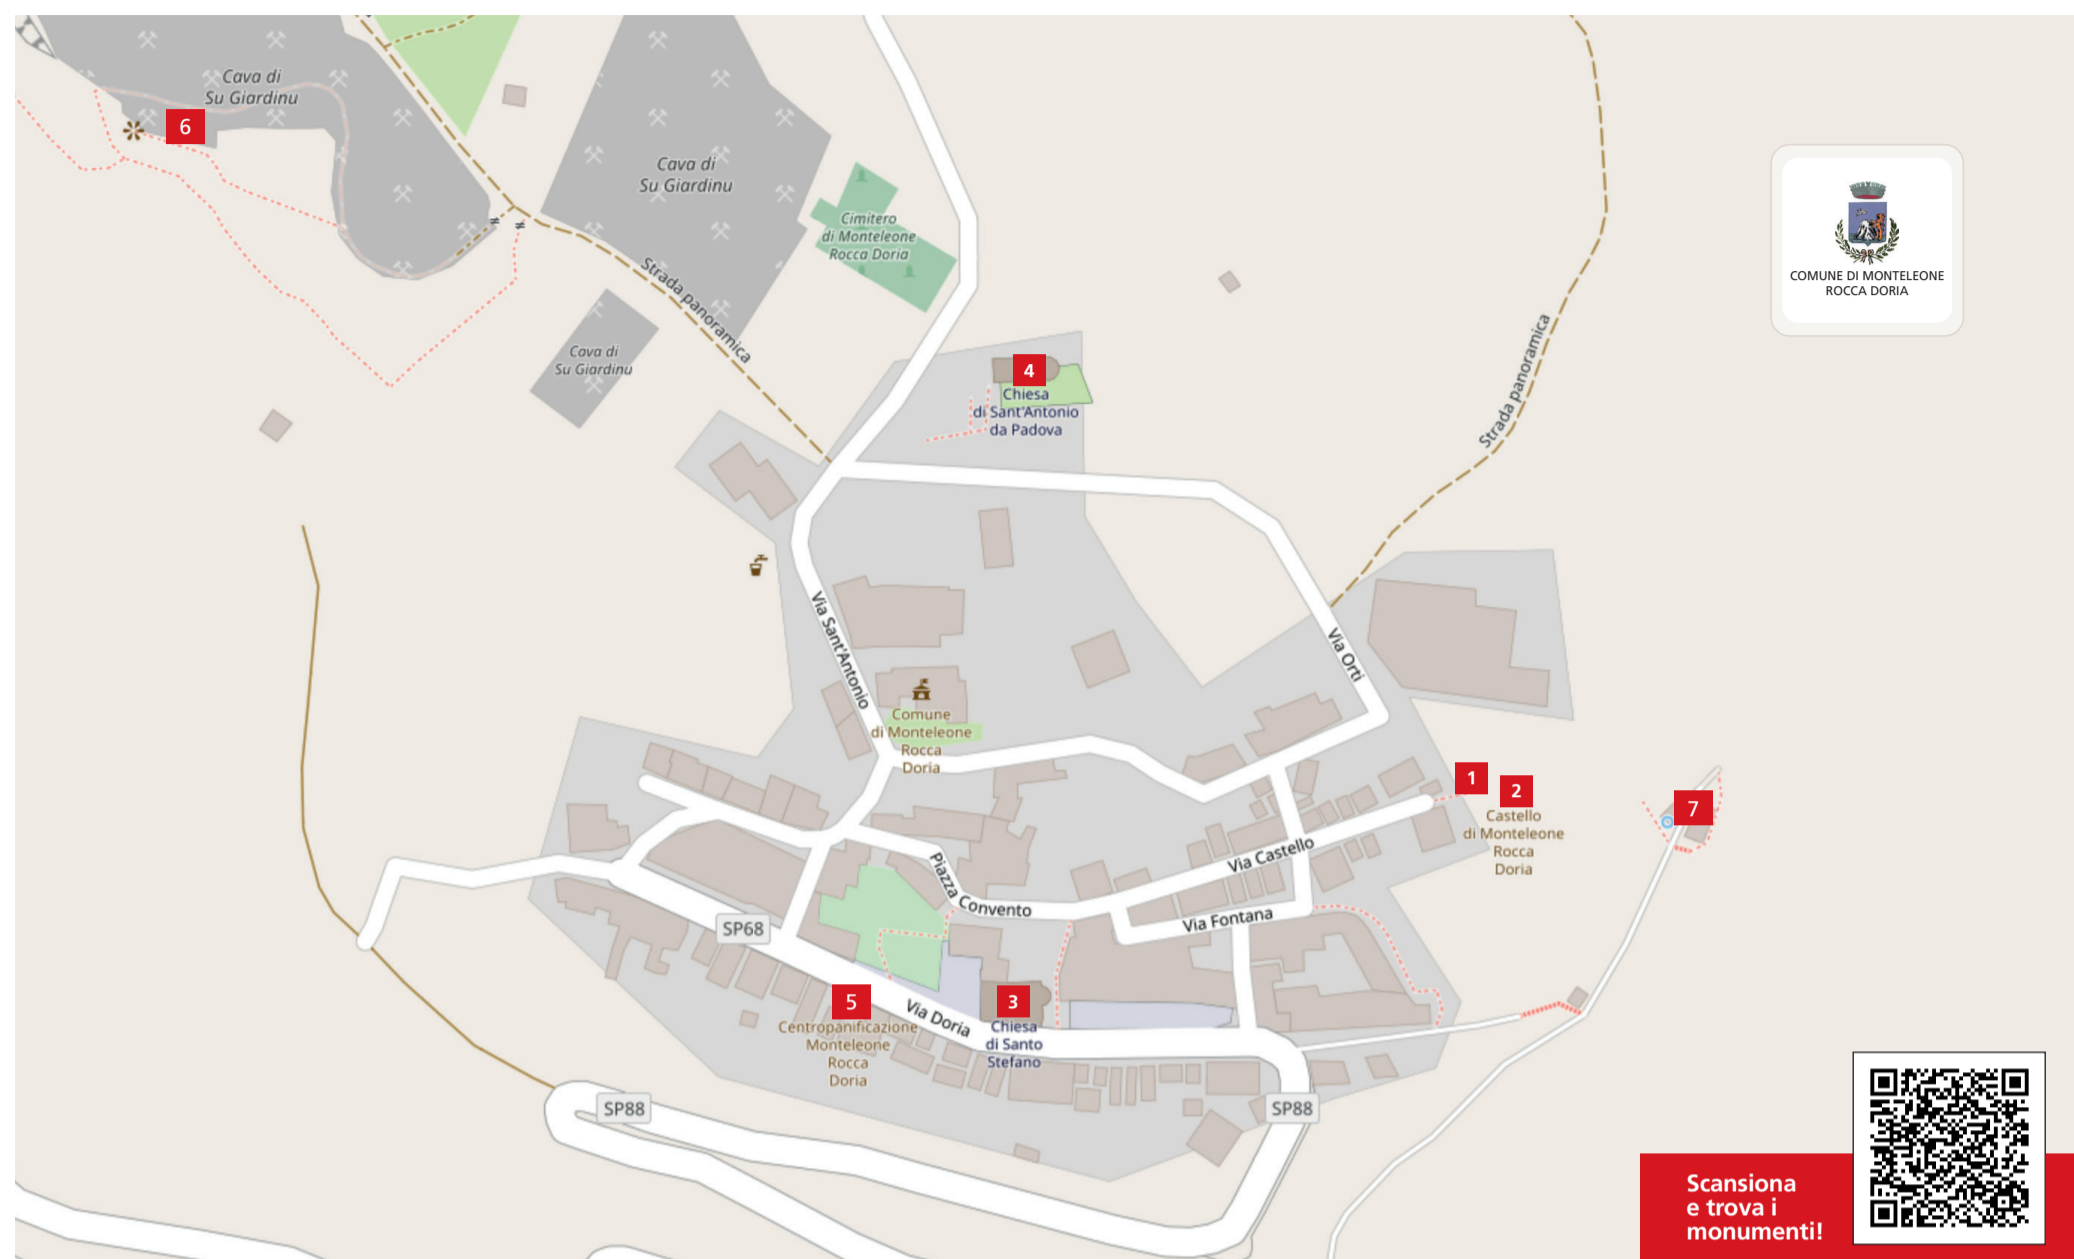 Cava di
Su Giardinu
6
Cava di
Su Giardinu
Cimitero
di Monteleone
Rocca Doria
COMUNE DI MONTELEONE
ROCCA DORIA
Strada panoramica
Cava di
Su Giardinu
Strada panoramica
4
Chiesa
di Sant'Antonio
da Padova
Via Sant'Antonio
Via Orti
Comune
di Monteleone
Rocca
Doria
1
2
Castello
di Monteleone
Rocca
Doria
7
Via Castello
Piazza Convento
Via Fontana
SP68
5
Centropanificazione
Monteleone
Rocca
Doria
Via Doria
3
Chiesa
di Santo
Stefano
SP88
SP88
Scansiona
e trova i
monumenti!